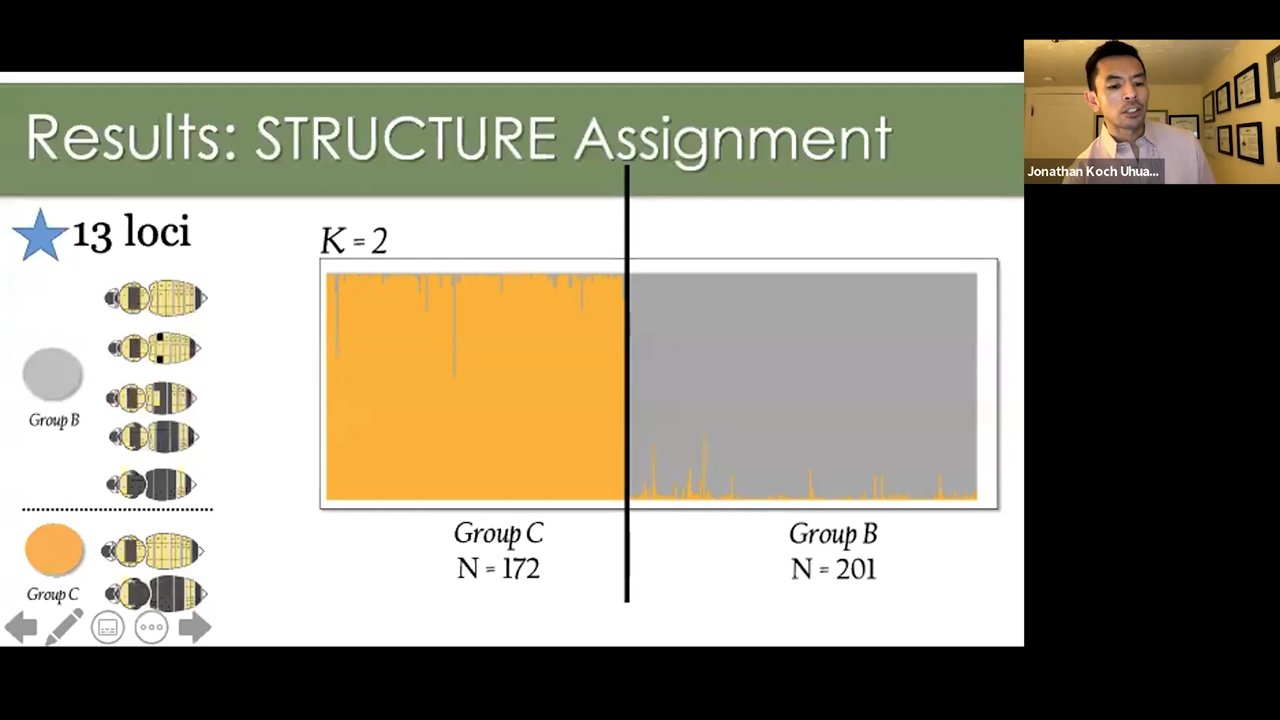 Results: STRUCTURE Assignment
13 loci
K = 2
Group B
Group C
Group C
N = 172
Group B
N = 201
Jonathan Koch Uhua...